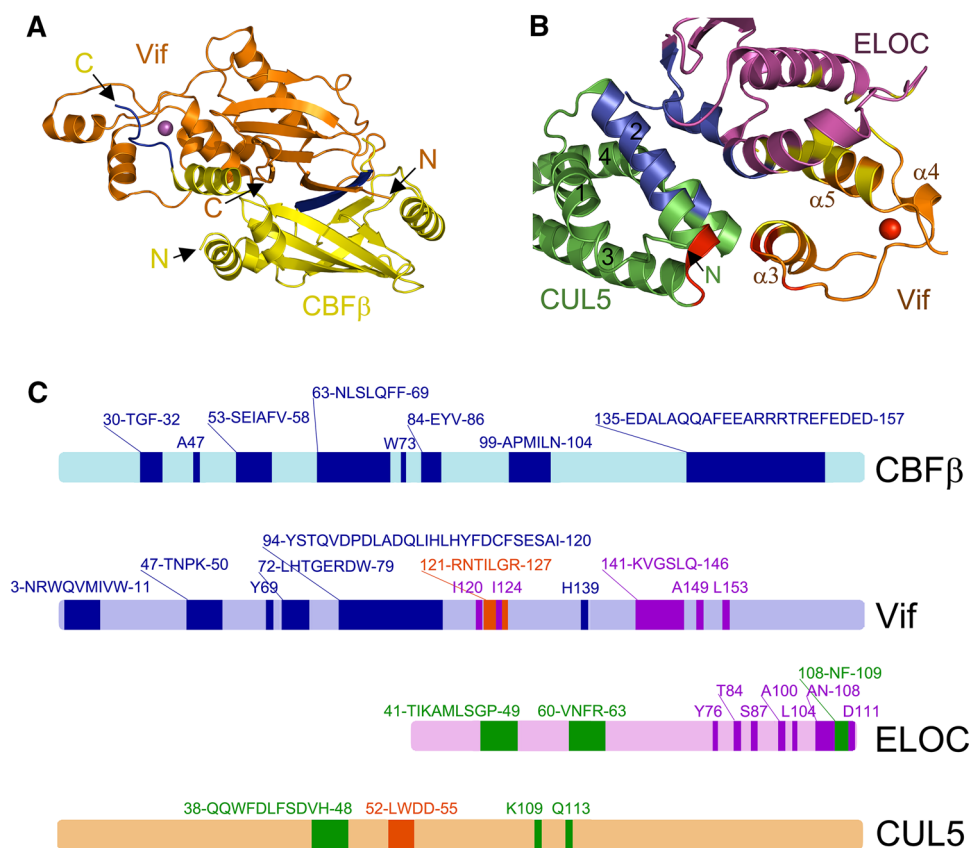 A
Vif
C
N
C
N
CBFβ
B
ELOC
2
4
1
3
α5
α4
α3
N
CUL5
Vif
C
63-NLSLQFF-69
30-TGF-32
53-SEIAFV-58
84-EYV-86
135-EDALAQQAFEEARRRTREFEDED-157
A47
W73
99-APMILN-104
CBFβ
94-YSTQVDPDLADQLIHLHYFDCFSESAI-120
47-TNPK-50
72-LHTGERDW-79
121-RNTILGR-127
141-KVGSLQ-146
3-NRWQVMIVW-11
Y69
I120
I124
H139
A149
L153
Vif
108-NF-109
T84
A100
AN-108
41-TIKAMLSGP-49
60-VNFR-63
Y76
S87
L104
D111
ELOC
38-QQWFDLFSDVH-48
52-LWDD-55
K109
Q113
CUL5